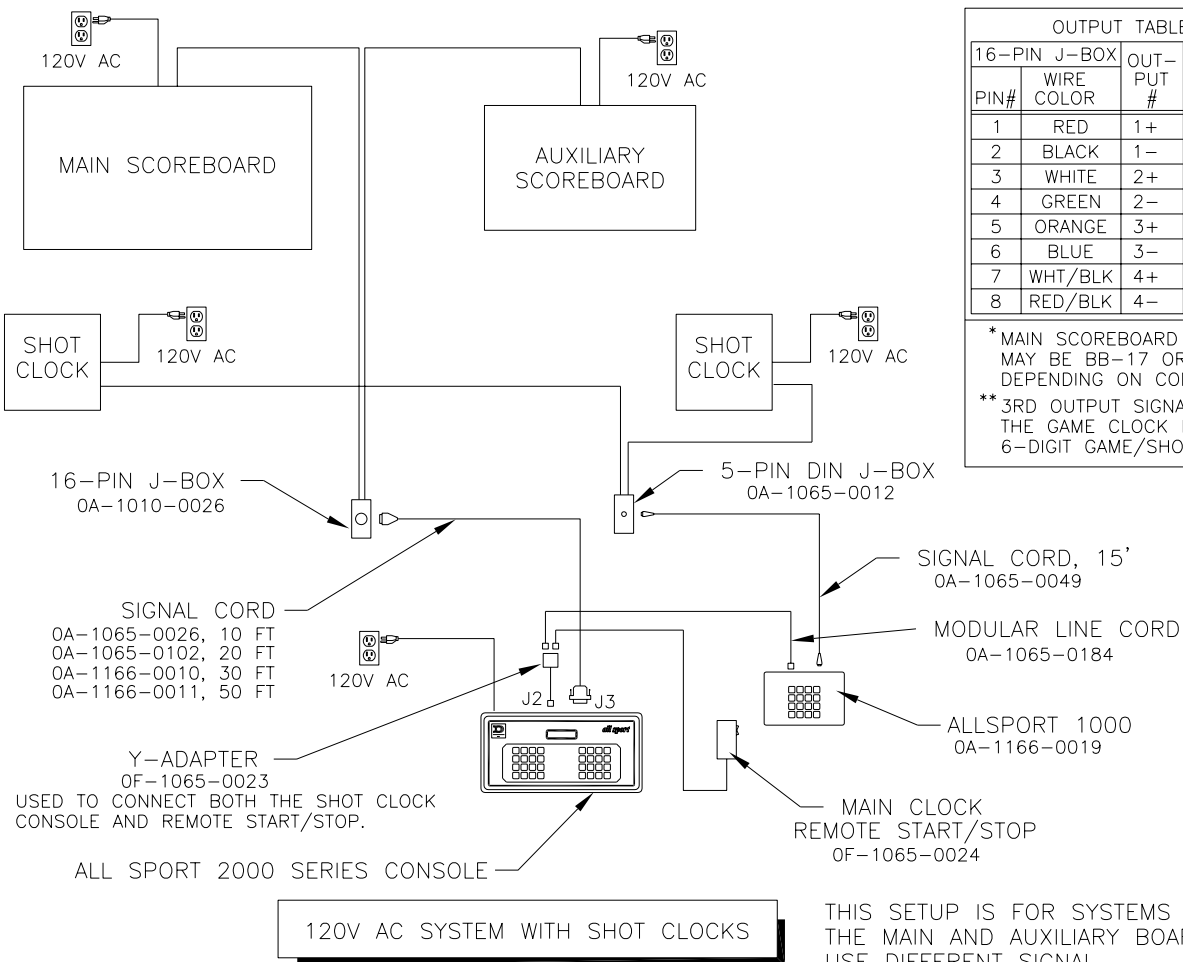 120V AC
120V AC
MAIN SCOREBOARD
AUXILIARY
SCOREBOARD
OUTPUT TABLE
16-PIN J-BOX
OUT-
PUT
#
PIN#
WIRE
COLOR
1 RED 1+
2 BLACK 1-
3 WHITE 2+
4 GREEN 2-
5 ORANGE 3+
6 BLUE 3-
7 WHT/BLK 4+
8 RED/BLK 4-
* MAIN SCOREBOARD
MAY BE BB-17 OR
DEPENDING ON
** 3RD OUTPUT
THE GAME CLOCK
6-DIGIT
SHOT
CLOCK
120V AC
SHOT
CLOCK
120V AC
16-PIN J-BOX
0A-1010-0026
5-PIN DIN J-BOX
0A-1065-0012
SIGNAL CORD, 15'
0A-1065-0049
SIGNAL CORD
0A-1065-0026, 10 FT
0A-1065-0102, 20 FT
0A-1166-0010, 30 FT
0A-1166-0011, 50 FT
120V AC
MODULAR LINE CORD
0A-1065-0184
J2
J3
all sport
ALLSPORT 1000
0A-1166-0019
Y-ADAPTER
0F-1065-0023
USED TO CONNECT BOTH THE SHOT CLOCK
CONSOLE AND REMOTE START/STOP.
MAIN CLOCK
REMOTE START/STOP
0F-1065-0024
ALL SPORT 2000 SERIES CONSOLE
120V AC SYSTEM WITH SHOT CLOCKS
THIS SETUP IS FOR SYSTEMS
THE MAIN AND AUXILIARY
USE DIFFERENT SIGNAL